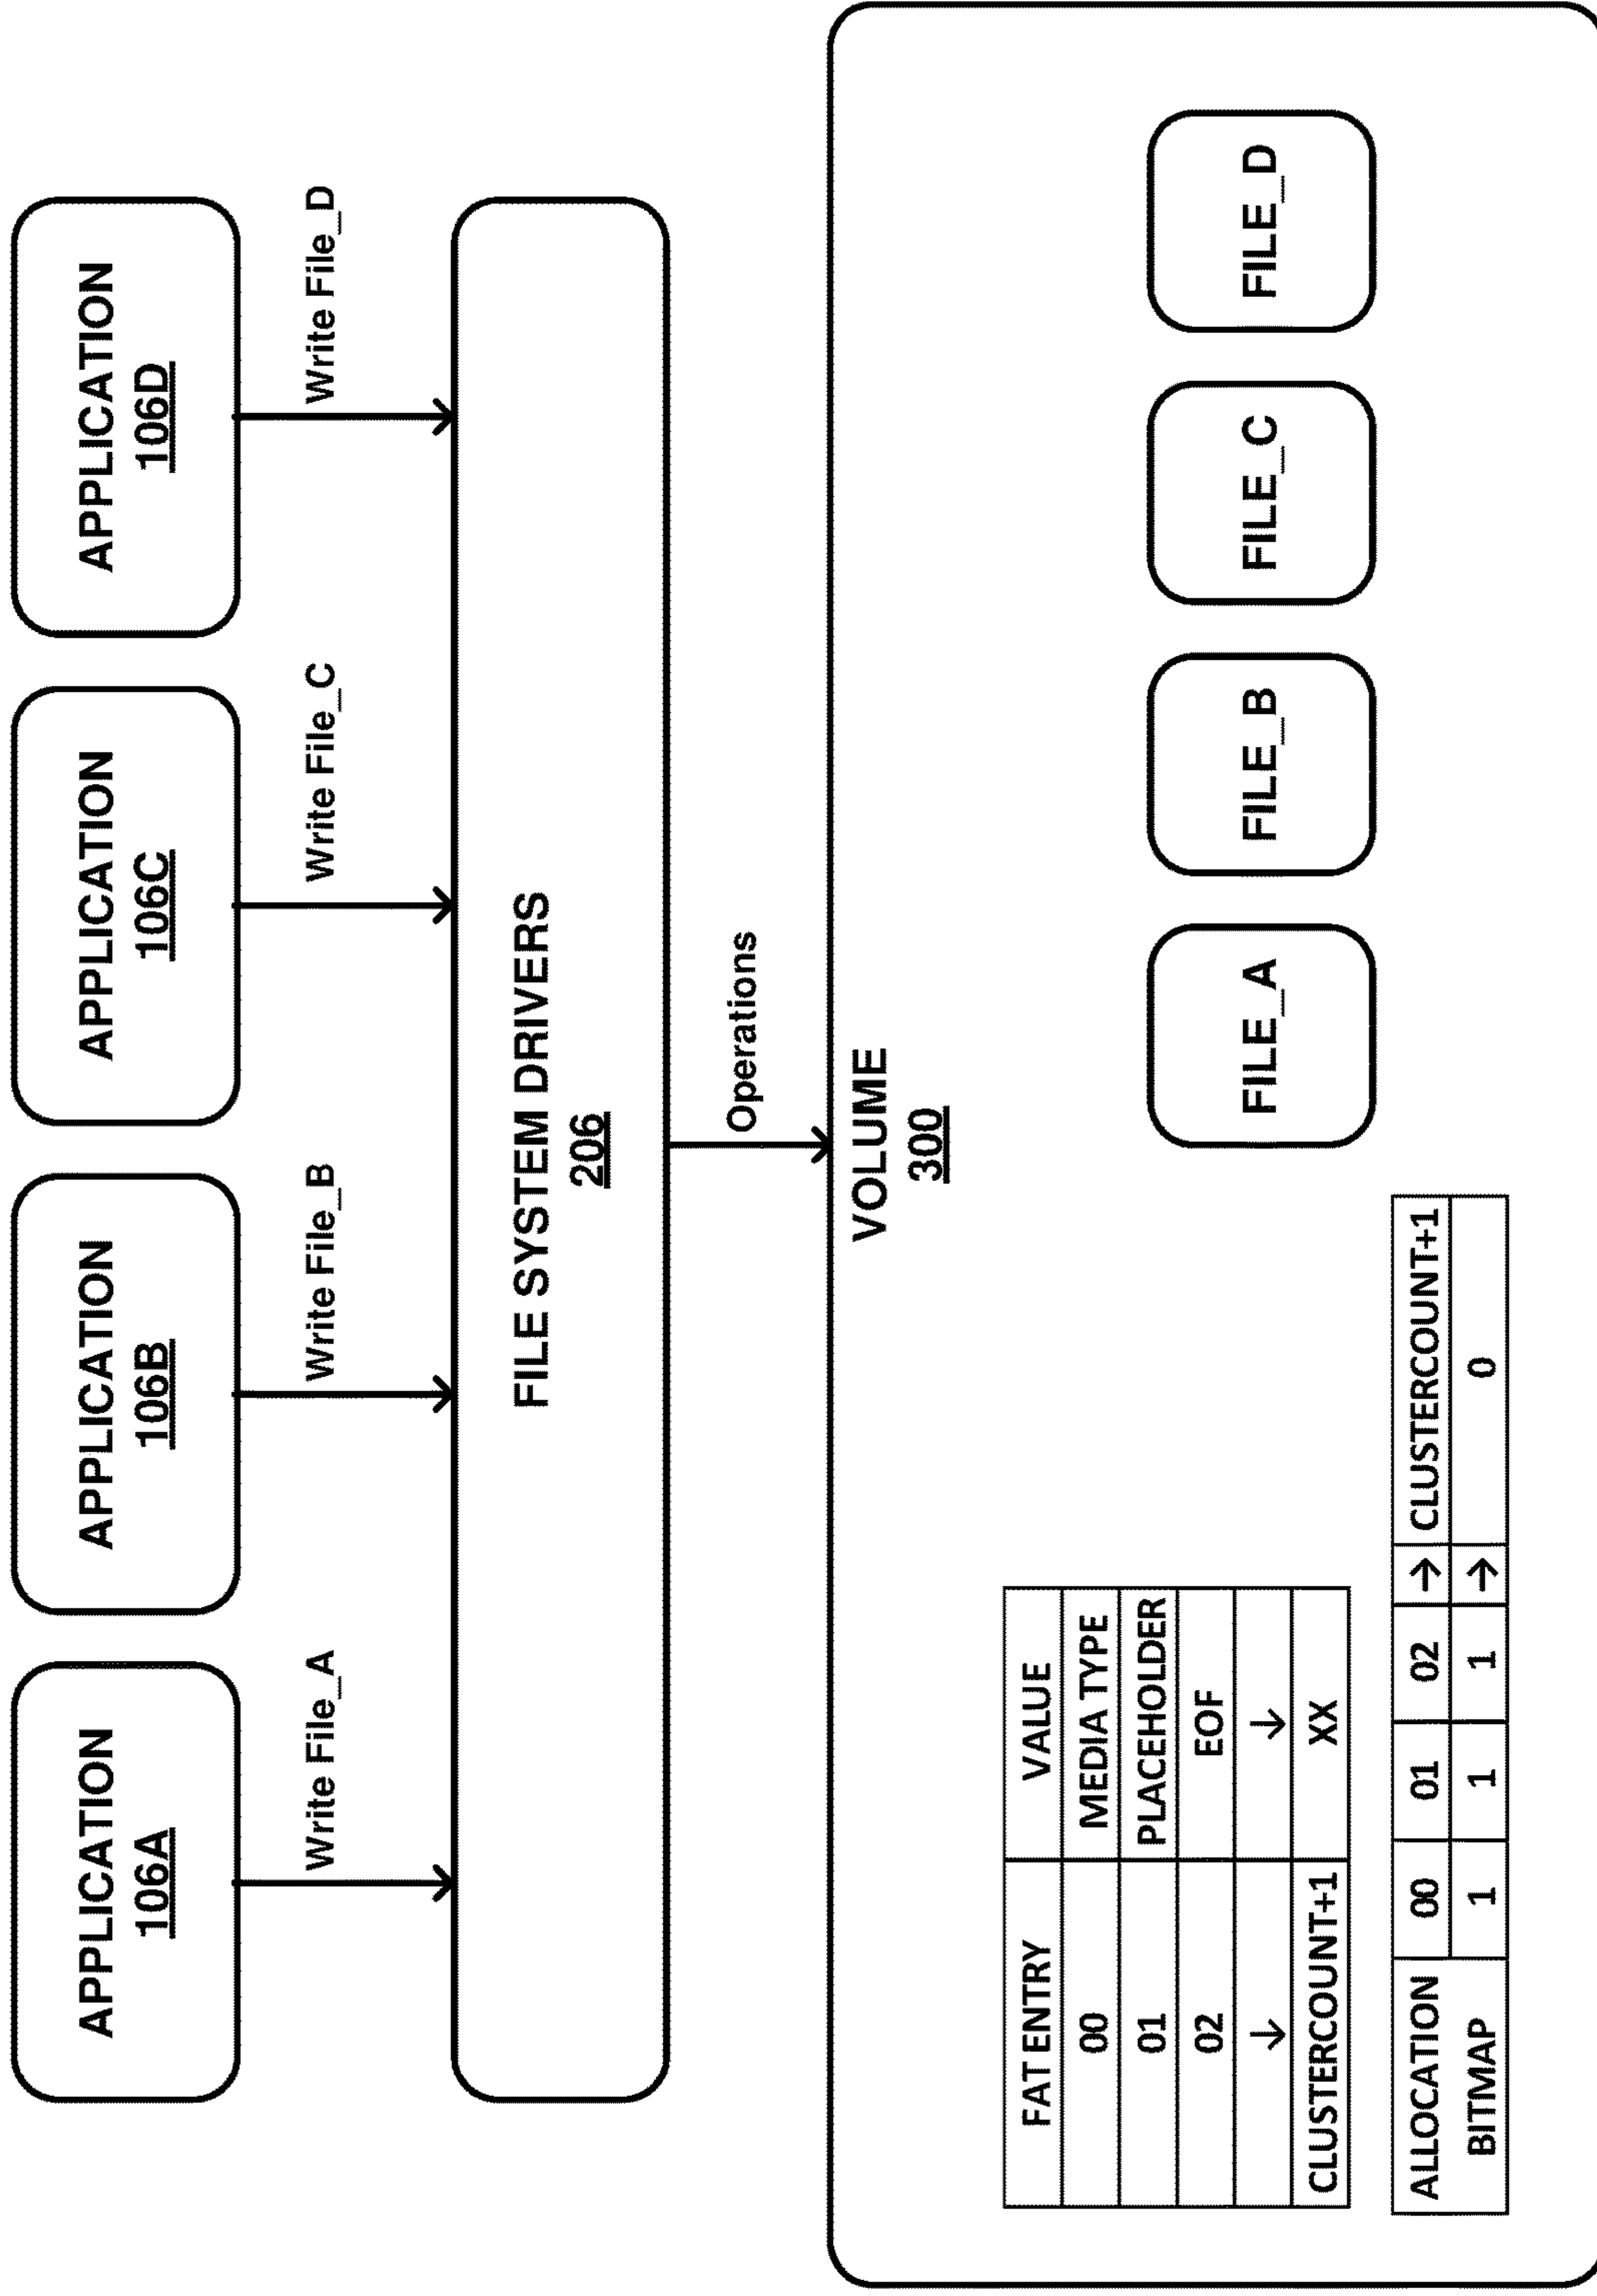 APPLICATION
106A
APPLICATION
106B
APPLICATION
106C
APPLICATION
106D
Write File_A
Write File_B
Write File_C
Write File_D
FILE SYSTEM DRIVERS
206
Operations
VOLUME
300
FAT ENTRY VALUE
00 MEDIA TYPE
01 PLACEHOLDER
02 EOF
↓ ↓
CLUSTERCOUNT+1 XX
ALLOCATION 00 01 02 → CLUSTERCOUNT+1
BITMAP 1 1 1 → 0
FILE_A
FILE_B
FILE_C
FILE_D